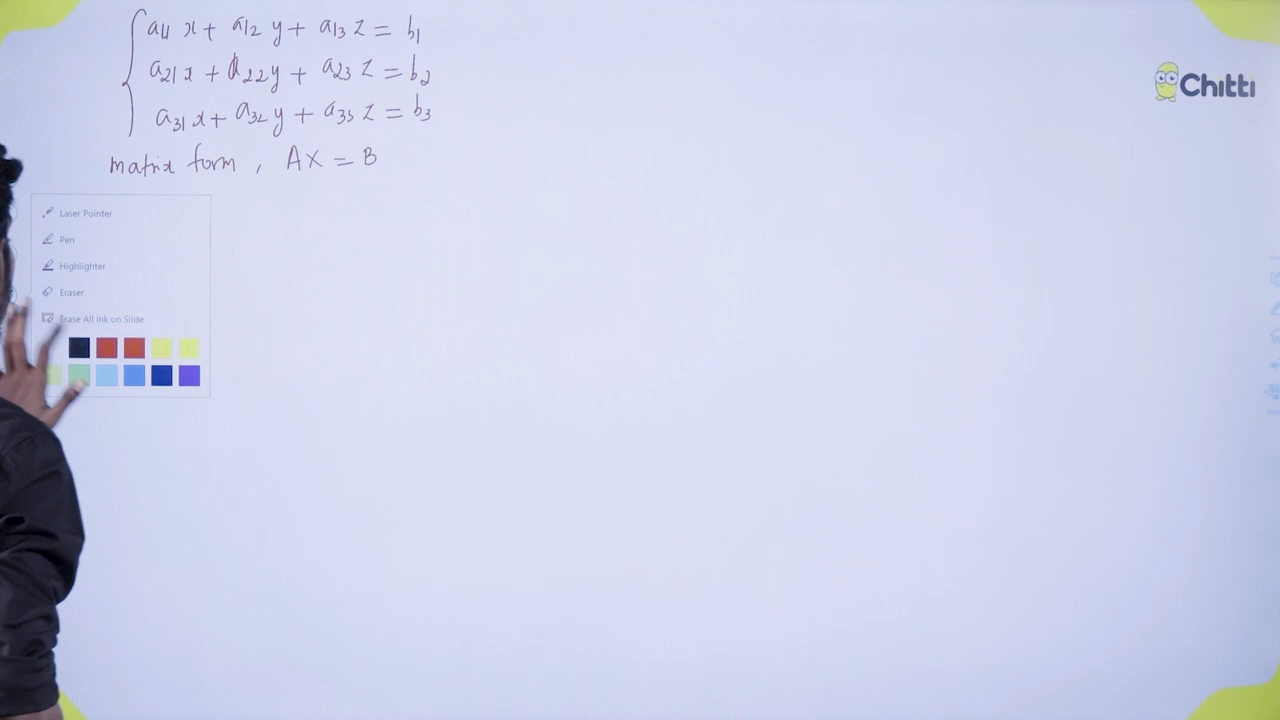 a11 x + a12 y + a13 z = b1
a21 x + a22 y + a23 z = b2
a31 x + a32 y + a33 z = b3
matrix form , AX = B
Chitti
Laser Pointer
Pen
Highlighter
Eraser
Erase All Ink on Slide